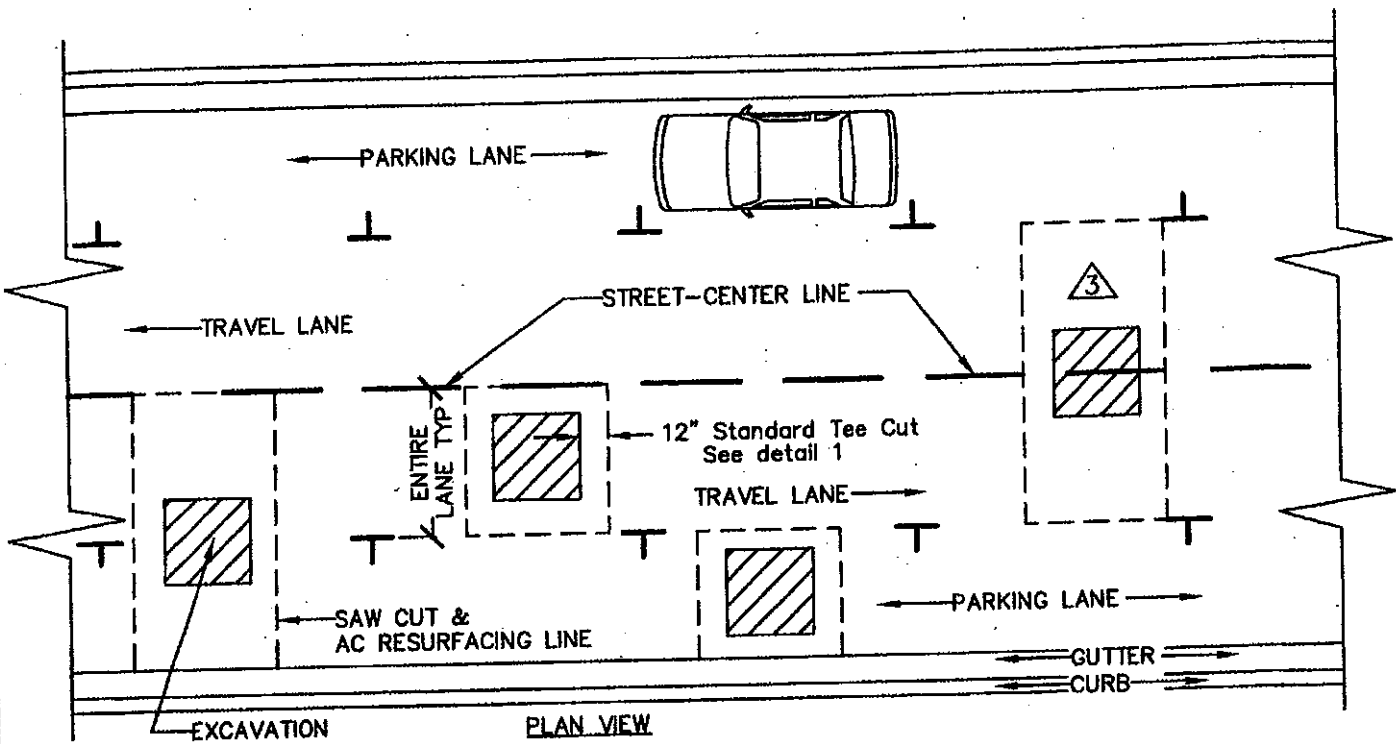 PARKING LANE
3
STREET-CENTER LINE
TRAVEL LANE
ENTIRE
LANE TYP
12" Standard Tee Cut
See detail 1
TRAVEL LANE
PARKING LANE
SAW CUT &
AC RESURFACING LINE
GUTTER
CURB
EXCAVATION
PLAN VIEW